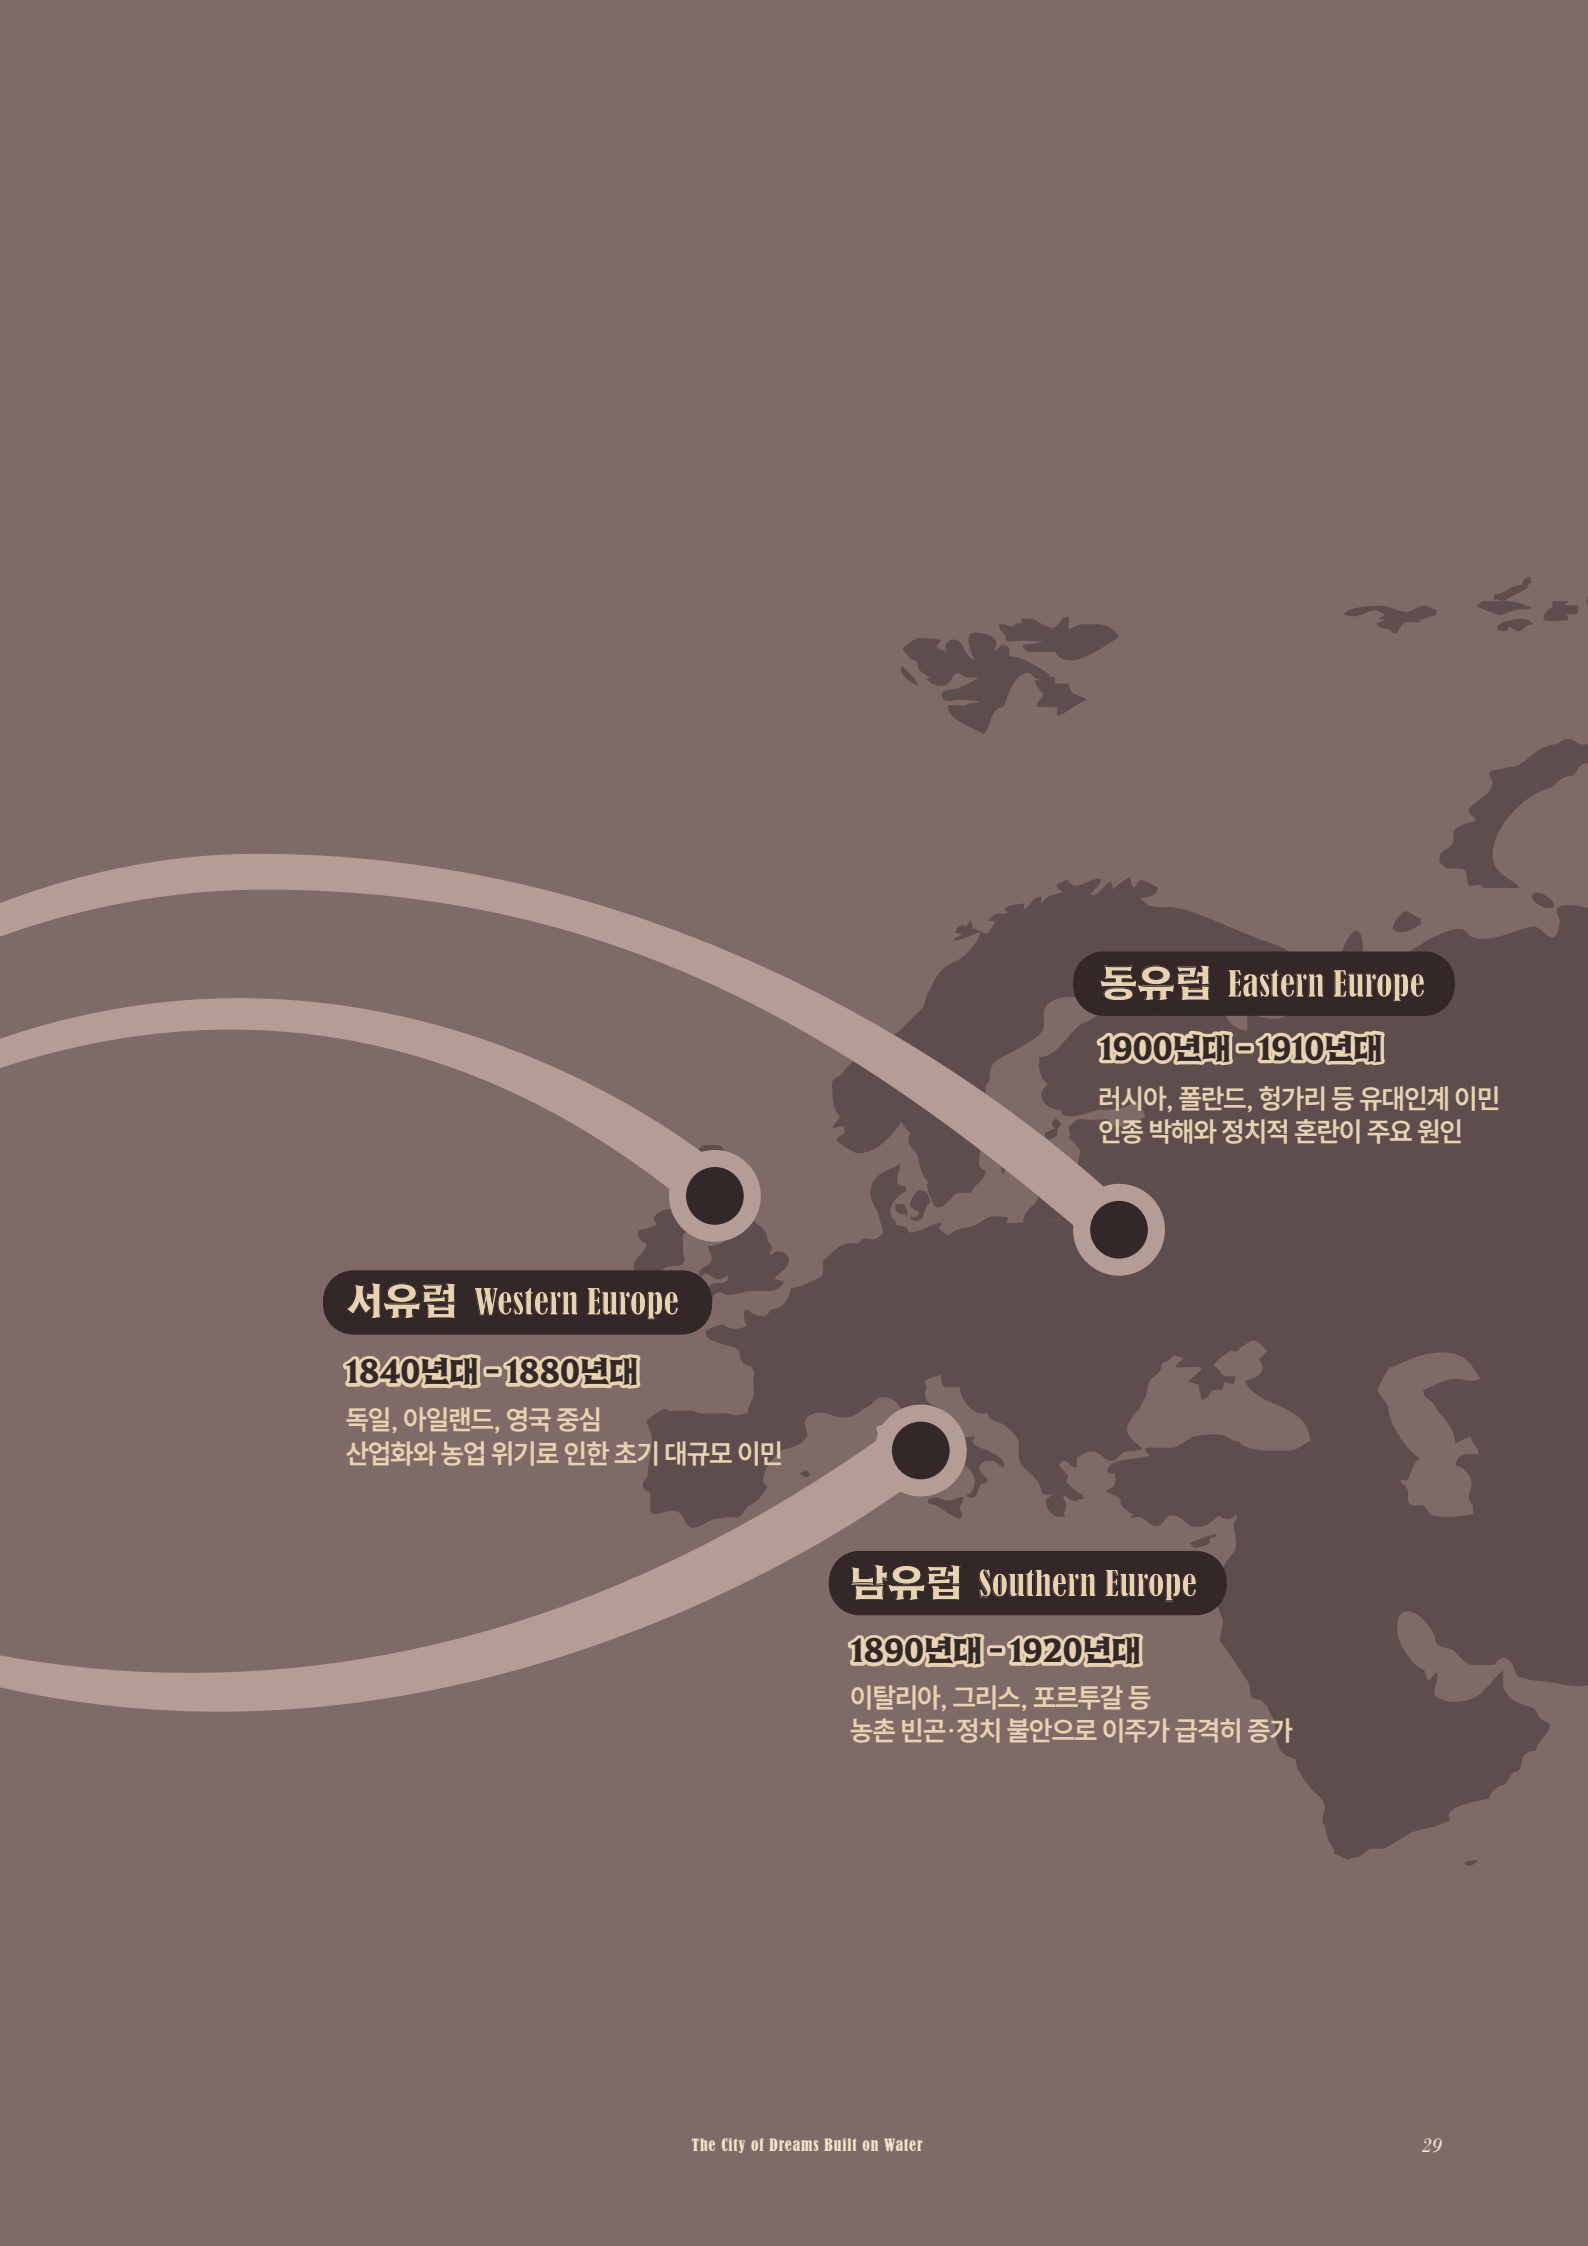 동유럽 Eastern Europe
1900년대 - 1910년대
러시아, 폴란드, 헝가리 등 유대인계 이민
인종 박해와 정치적 혼란이 주요 원인
서유럽 Western Europe
1840년대 - 1880년대
독일, 아일랜드, 영국 중심
산업화와 농업 위기로 인한 초기 대규모 이민
남유럽 Southern Europe
1890년대 - 1920년대
이탈리아, 그리스, 포르투갈 등
농촌 빈곤·정치 불안으로 이주가 급격히 증가
The City of Dreams Built on Water
29